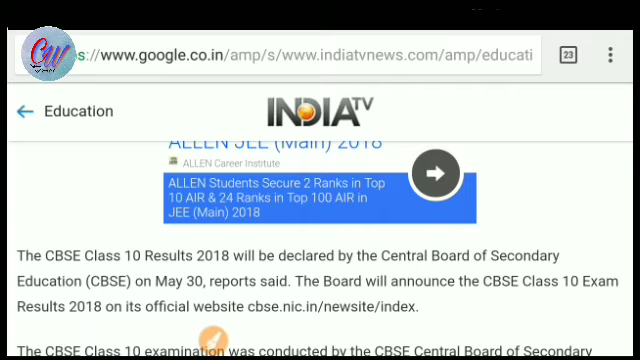 CW
s://www.google.co.in/amp/s/www.indiatvnews.com/amp/educati
23
Education
INDIA TV
ALLEN JEE (Main) 2018
ALLEN Career Institute
ALLEN Students Secure 2 Ranks in Top
10 AIR & 24 Ranks in Top 100 AIR in
JEE (Main) 2018
The CBSE Class 10 Results 2018 will be declared by the Central Board of Secondary
Education (CBSE) on May 30, reports said. The Board will announce the CBSE Class 10 Exam
Results 2018 on its official website cbse.nic.in/newsite/index.
The CBSE Class 10 examination was conducted by the CBSE Central Board of Secondary